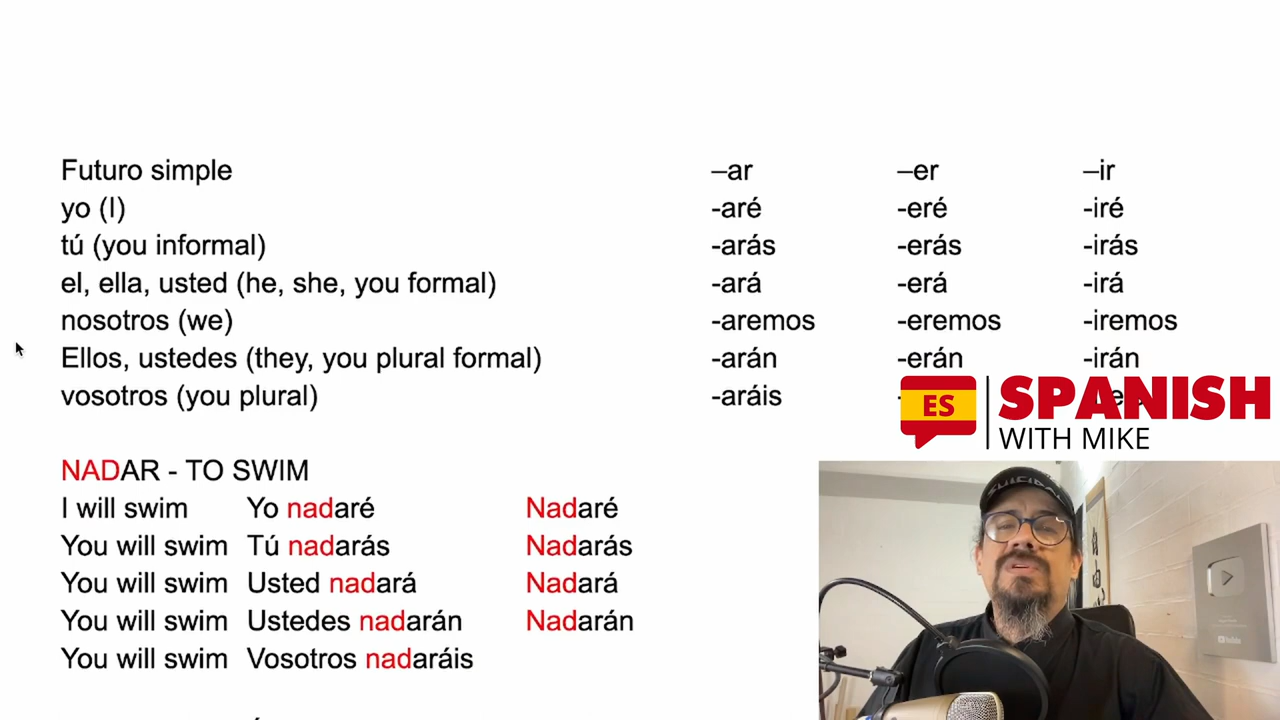 Futuro simple –ar –er –ir
yo (I) -aré -eré -iré
tú (you informal) -arás -erás -irás
el, ella, usted (he, she, you formal) -ará -erá -irá
nosotros (we) -aremos -eremos -iremos
Ellos, ustedes (they, you plural formal) -arán -erán -irán
vosotros (you plural) -aráis
ES SPANISH
WITH MIKE
NADAR - TO SWIM
I will swim Yo nadaré Nadaré
You will swim Tú nadarás Nadarás
You will swim Usted nadará Nadará
You will swim Ustedes nadarán Nadarán
You will swim Vosotros nadaráis